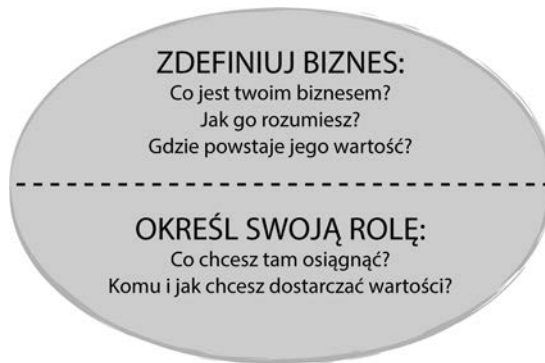 ZDEFINIUJ BIZNES:
Co jest twoim biznesem?
Jak go rozumiesz?
Gdzie powstaje jego wartość?
OKREŚL SWOJĄ ROLĘ:
Co chcesz tam osiągnąć?
Komu i jak chcesz dostarczać wartości?